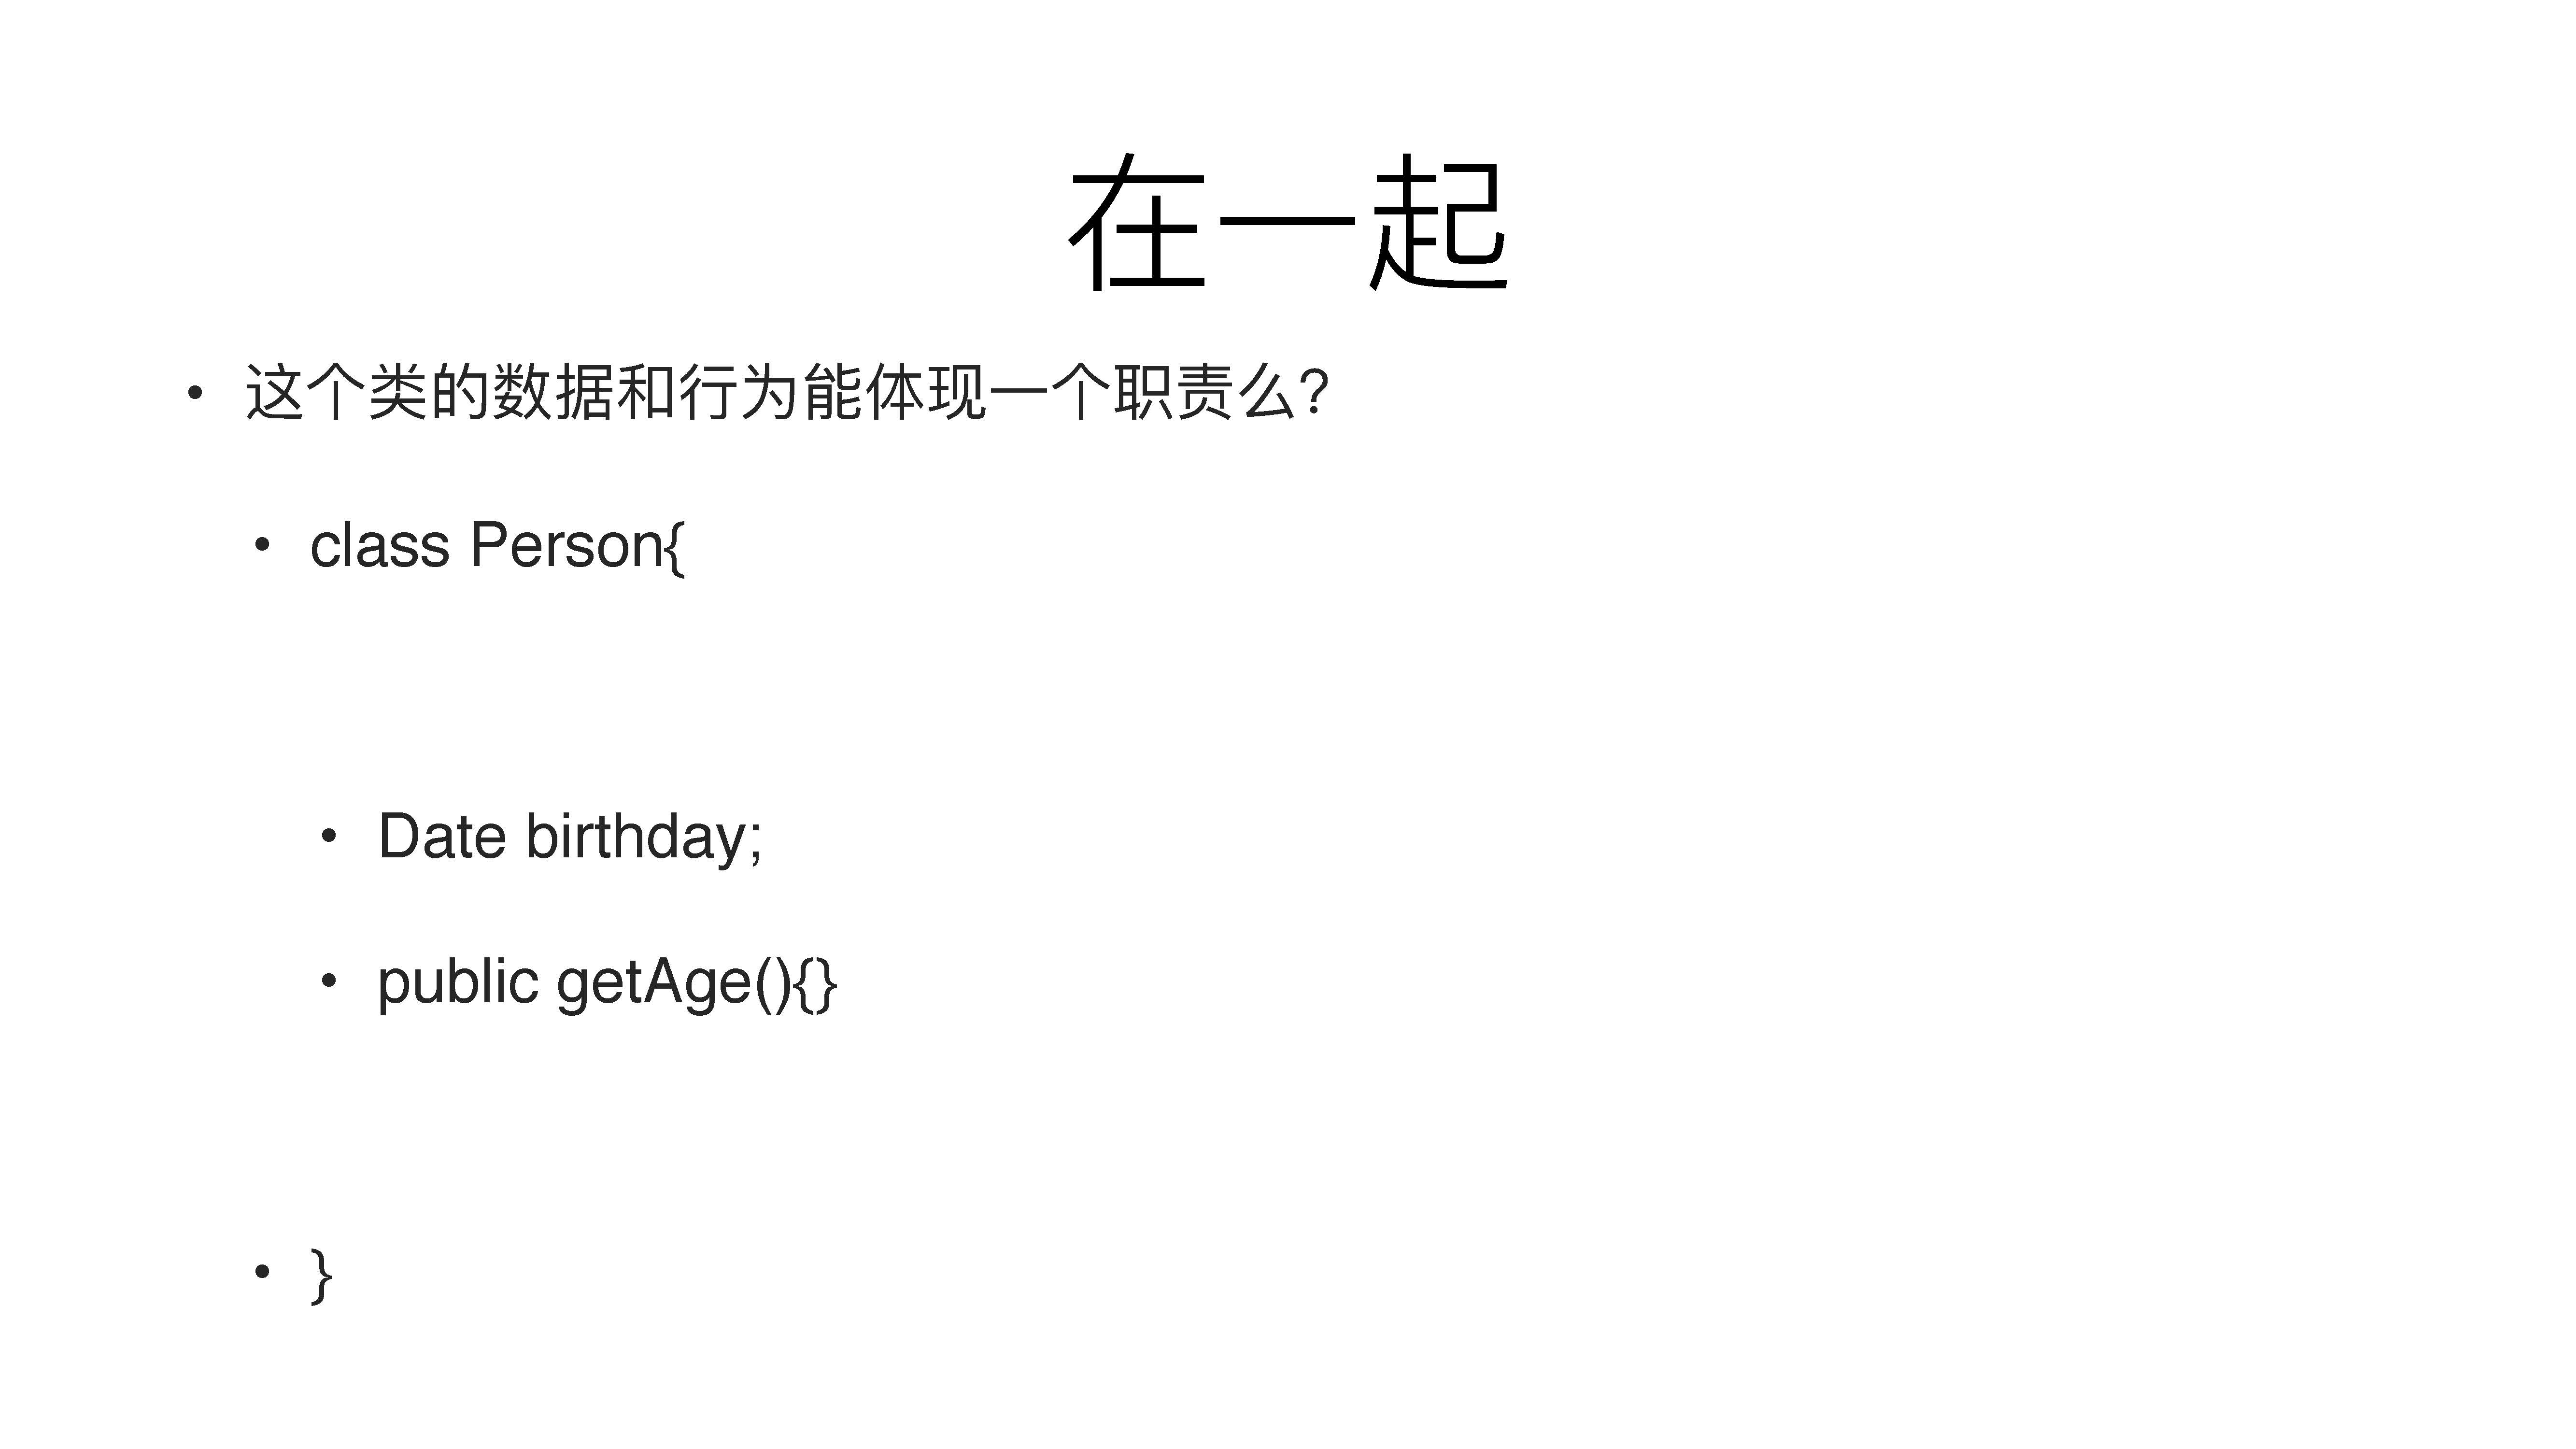 在一起
• 这个类的数据和行为能体现一个职责么？
• class Person{
• Date birthday;
• public getAge(){}
• }